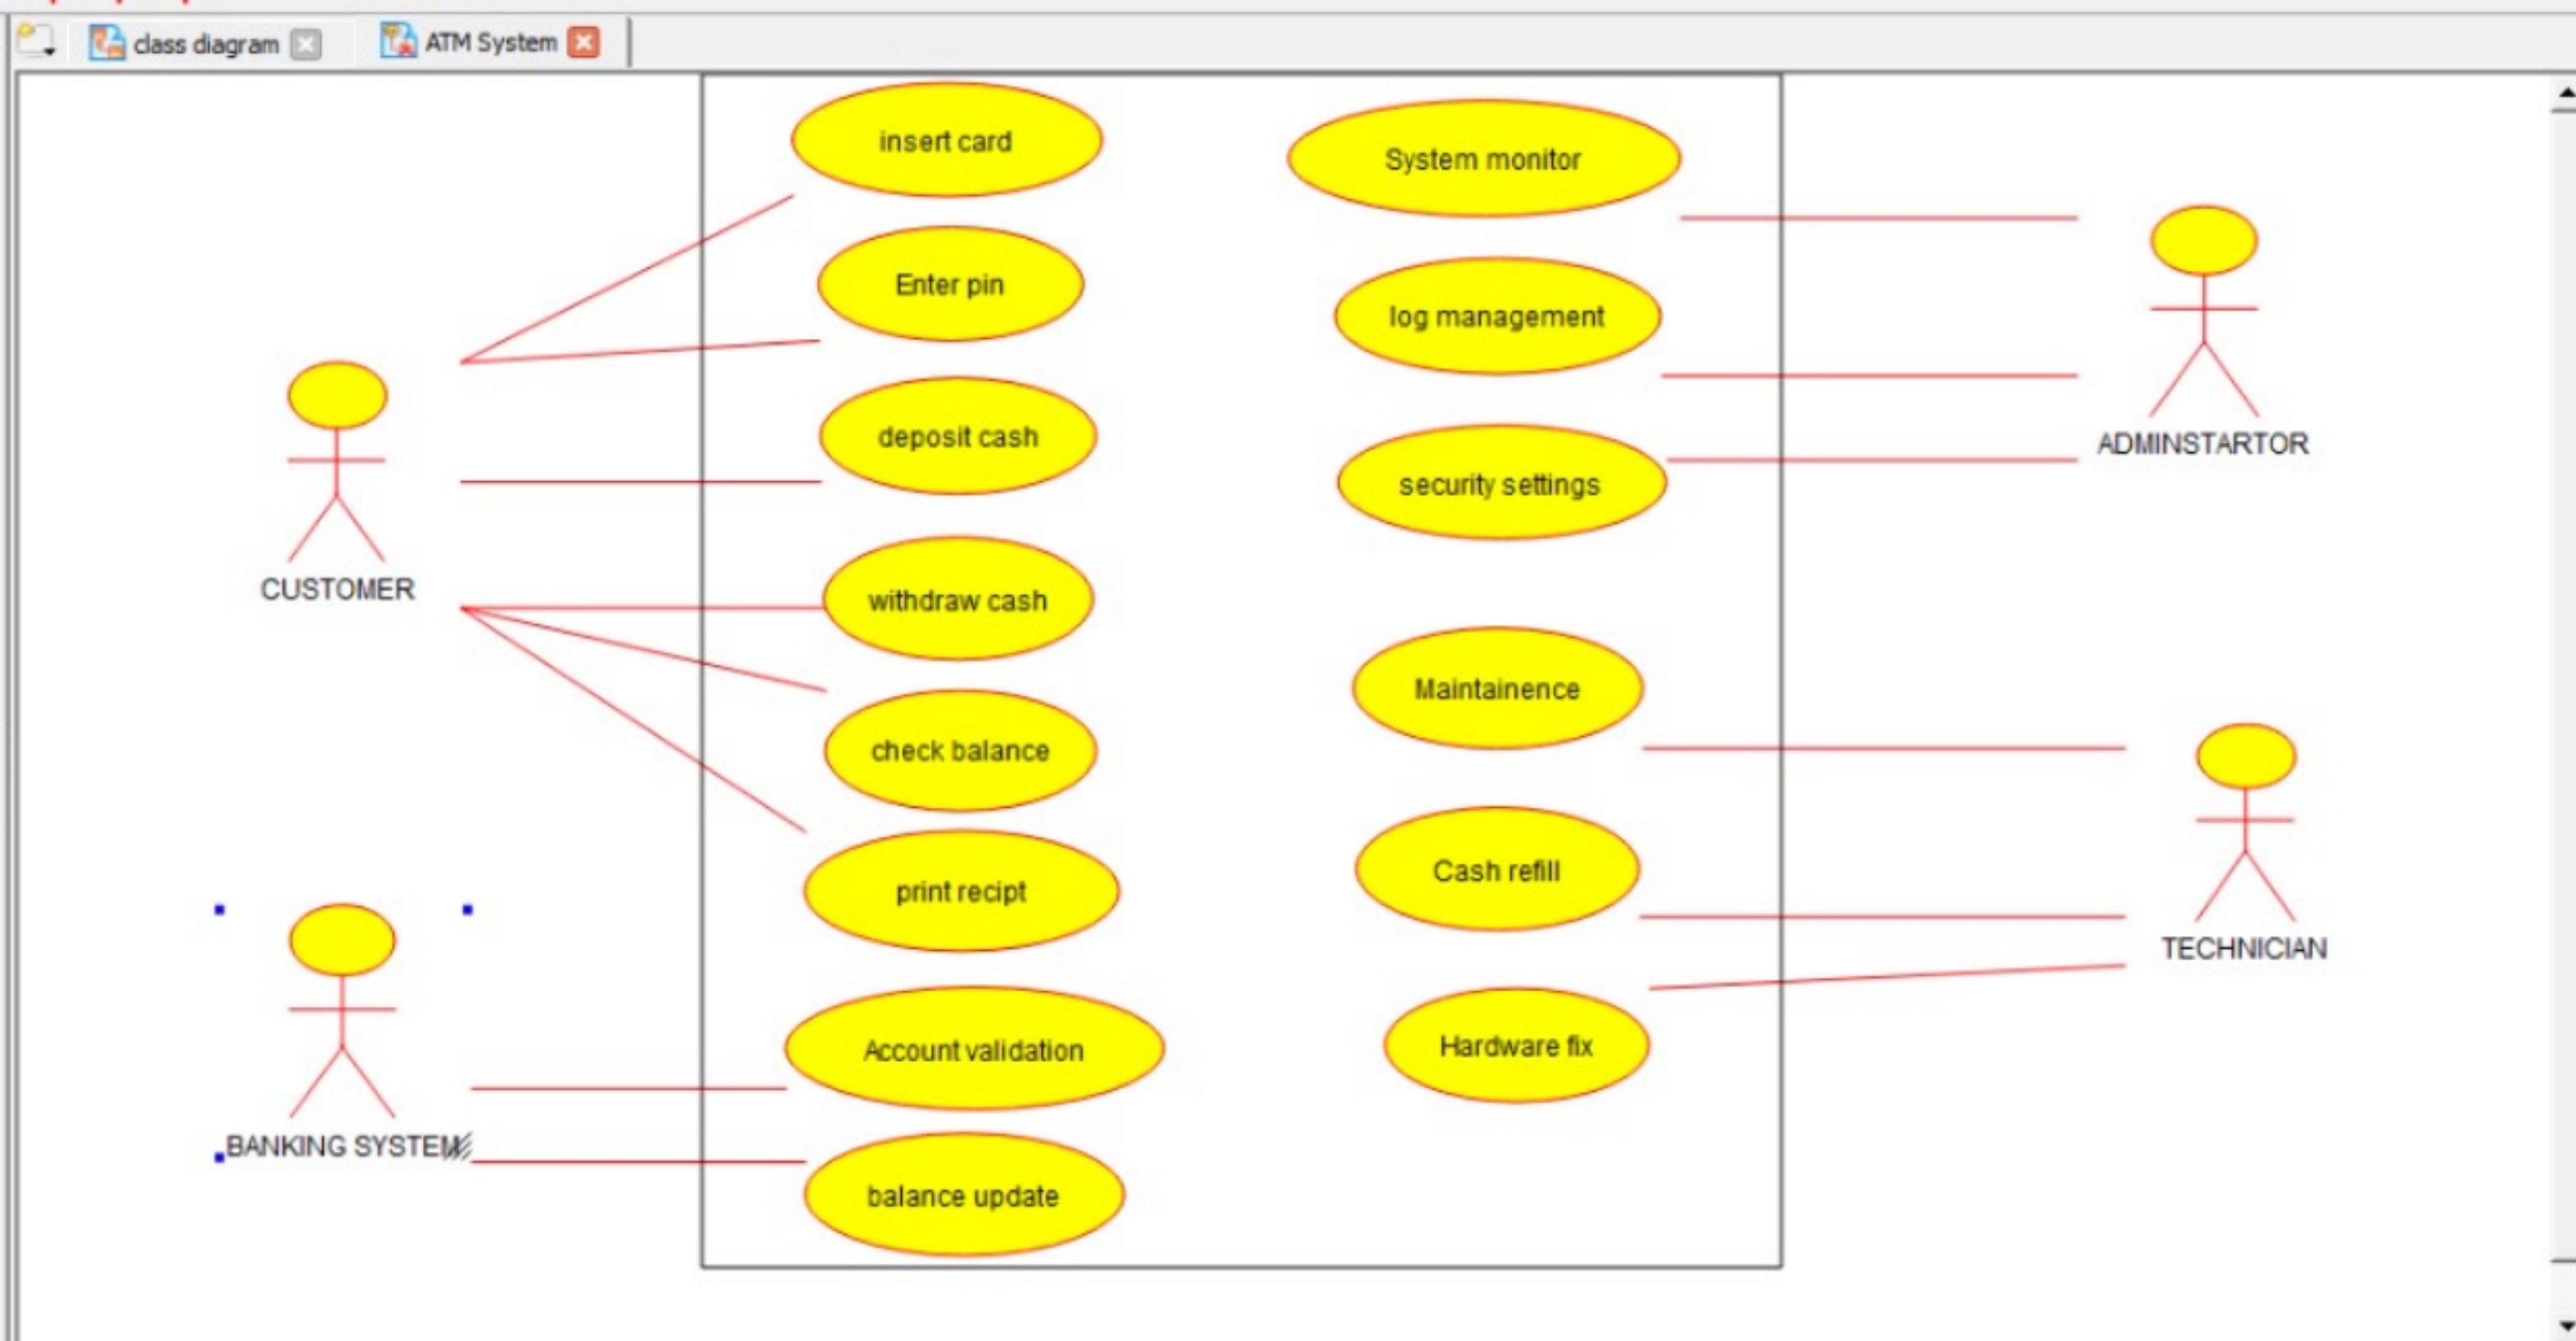 class diagram
ATM System
insert card
System monitor
Enter pin
log management
ADMINSTARTOR
deposit cash
security settings
CUSTOMER
withdraw cash
Maintainence
check balance
print recipt
Cash refill
TECHNICIAN
Account validation
Hardware fix
BANKING SYSTEM
balance update